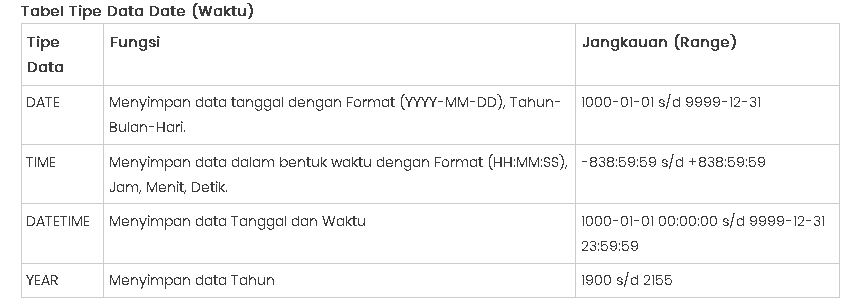 Tabel Tipe Data Date (Waktu)
Tipe Data
Fungsi
Jangkauan (Range)
DATE
Menyimpan data tanggal dengan Format (YYYY-MM-DD), Tahun-
Bulan-Hari.
1000-01-01 s/d 9999-12-31
TIME
Menyimpan data dalam bentuk waktu dengan Format (HH:MM:SS),
Jam, Menit, Detik.
-838:59:59 s/d +838:59:59
DATETIME
Menyimpan data Tanggal dan Waktu
1000-01-01 00:00:00 s/d 9999-12-31
23:59:59
YEAR
Menyimpan data Tahun
1900 s/d 2155